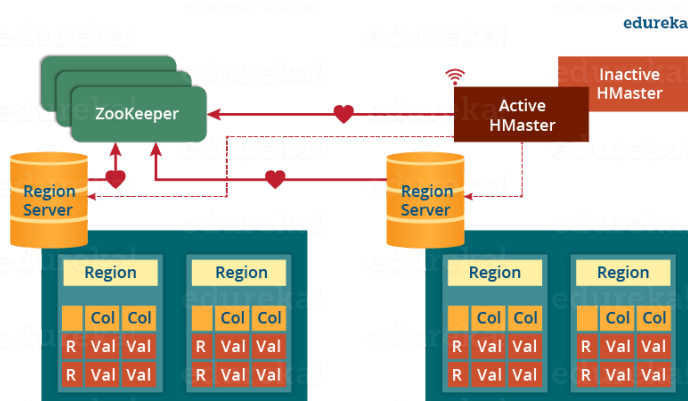 edureka!
Inactive
HMaster
Active
HMaster
ZooKeeper
Region
Server
Region
Server
Region
Region
Region
Region
Col Col
Col Col
Col Col
Col Col
R Val Val
R Val Val
R Val Val
R Val Val
R Val Val
R Val Val
R Val Val
R Val Val